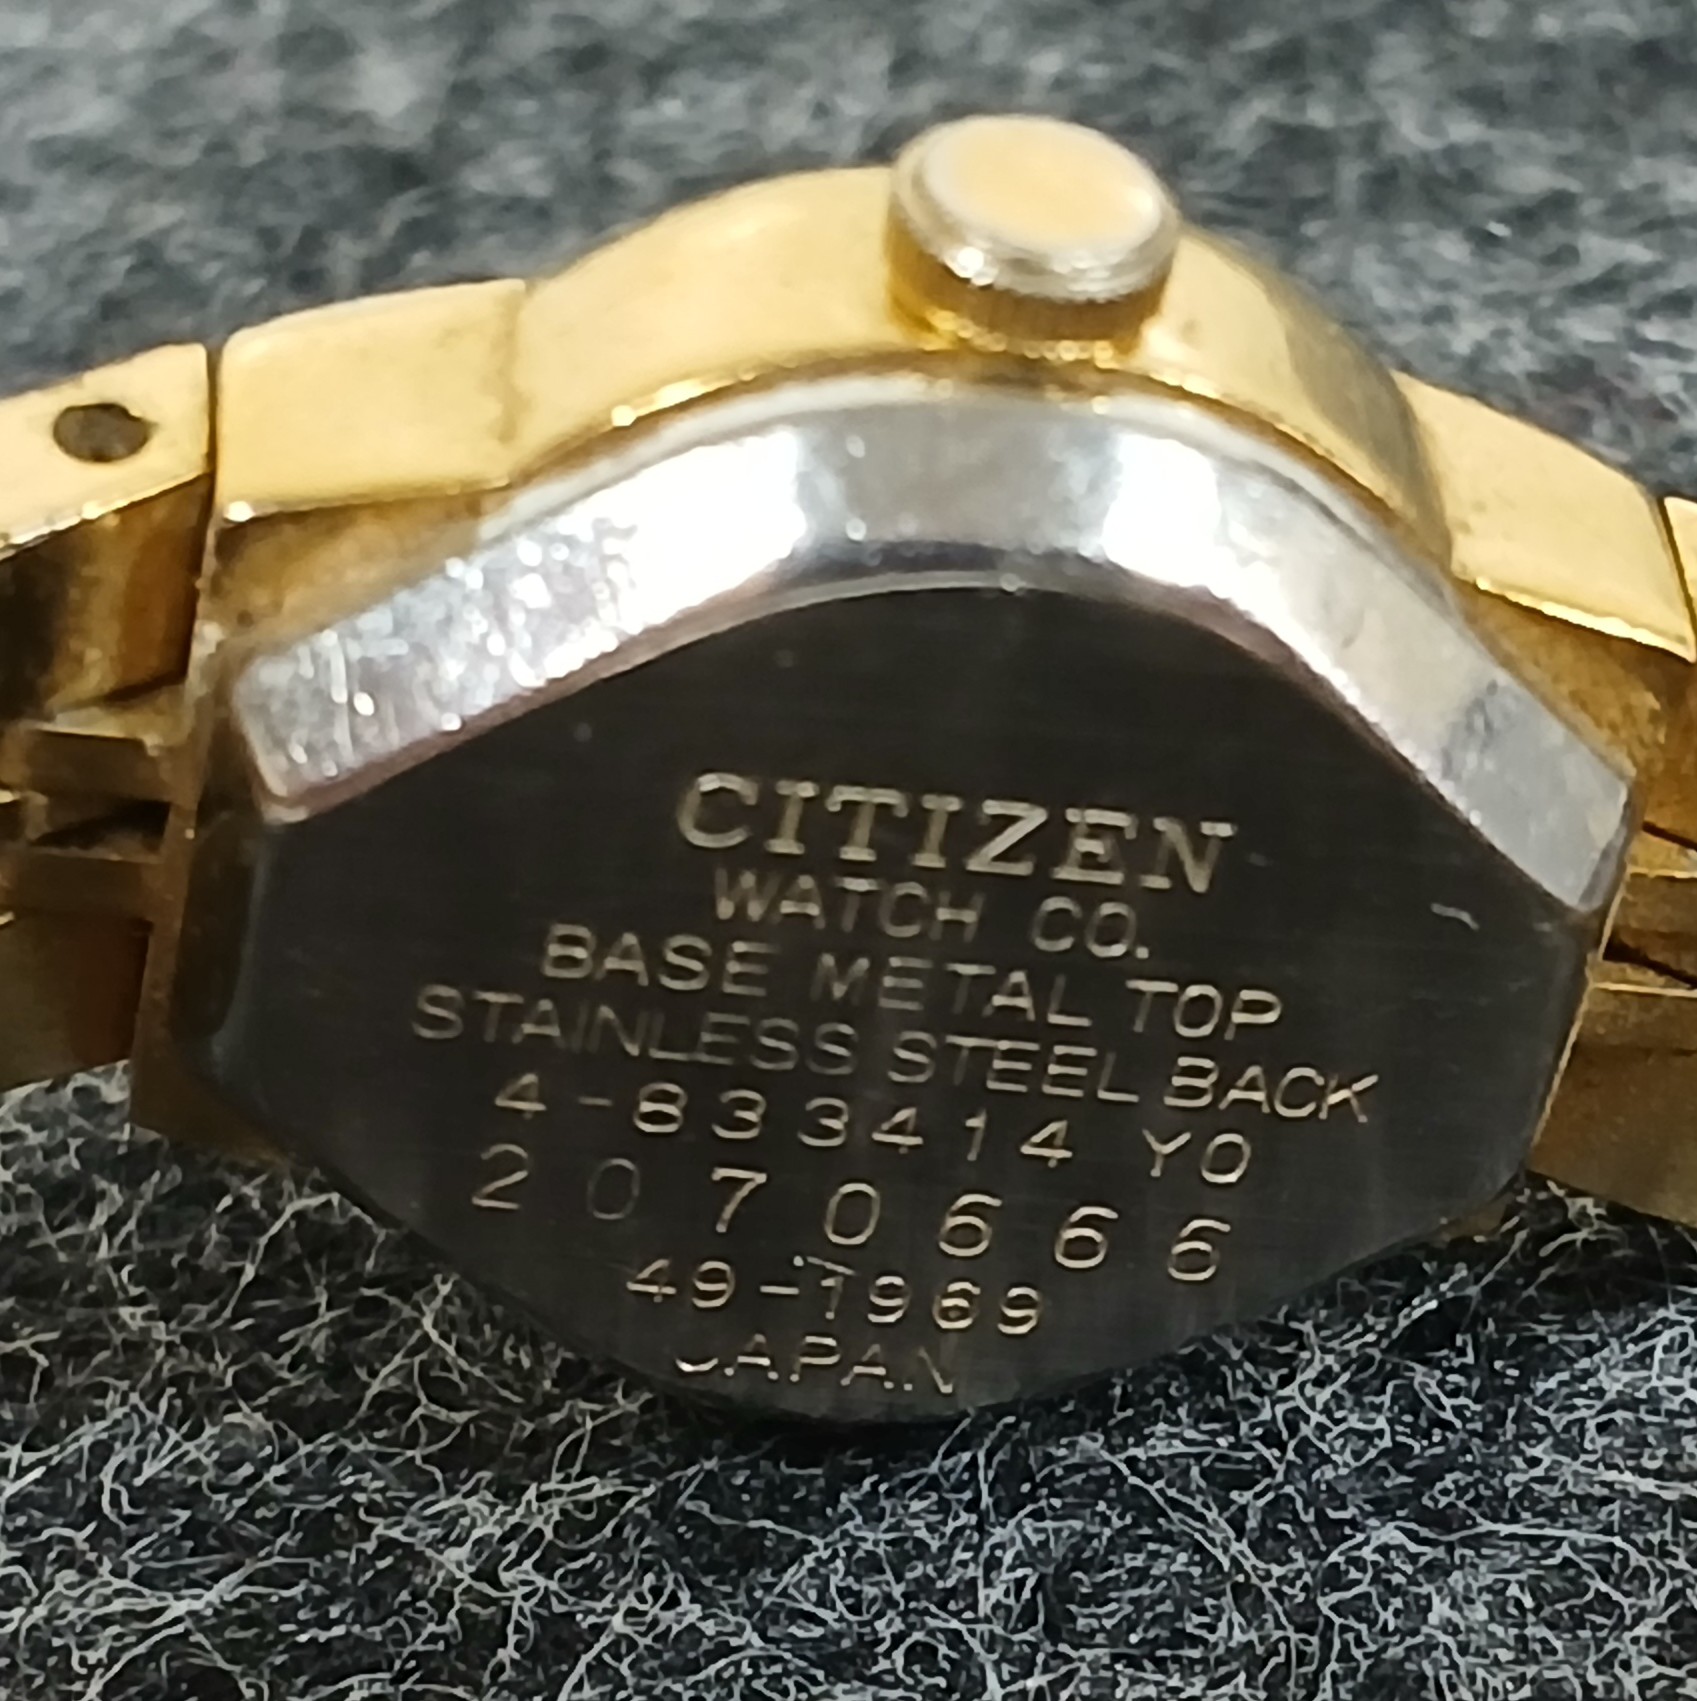 CITIZEN
WATCH CO.
BASE METAL TOP
STAINLESS STEEL BACK
4-833414 YO
2070666
49-1969
JAPAN